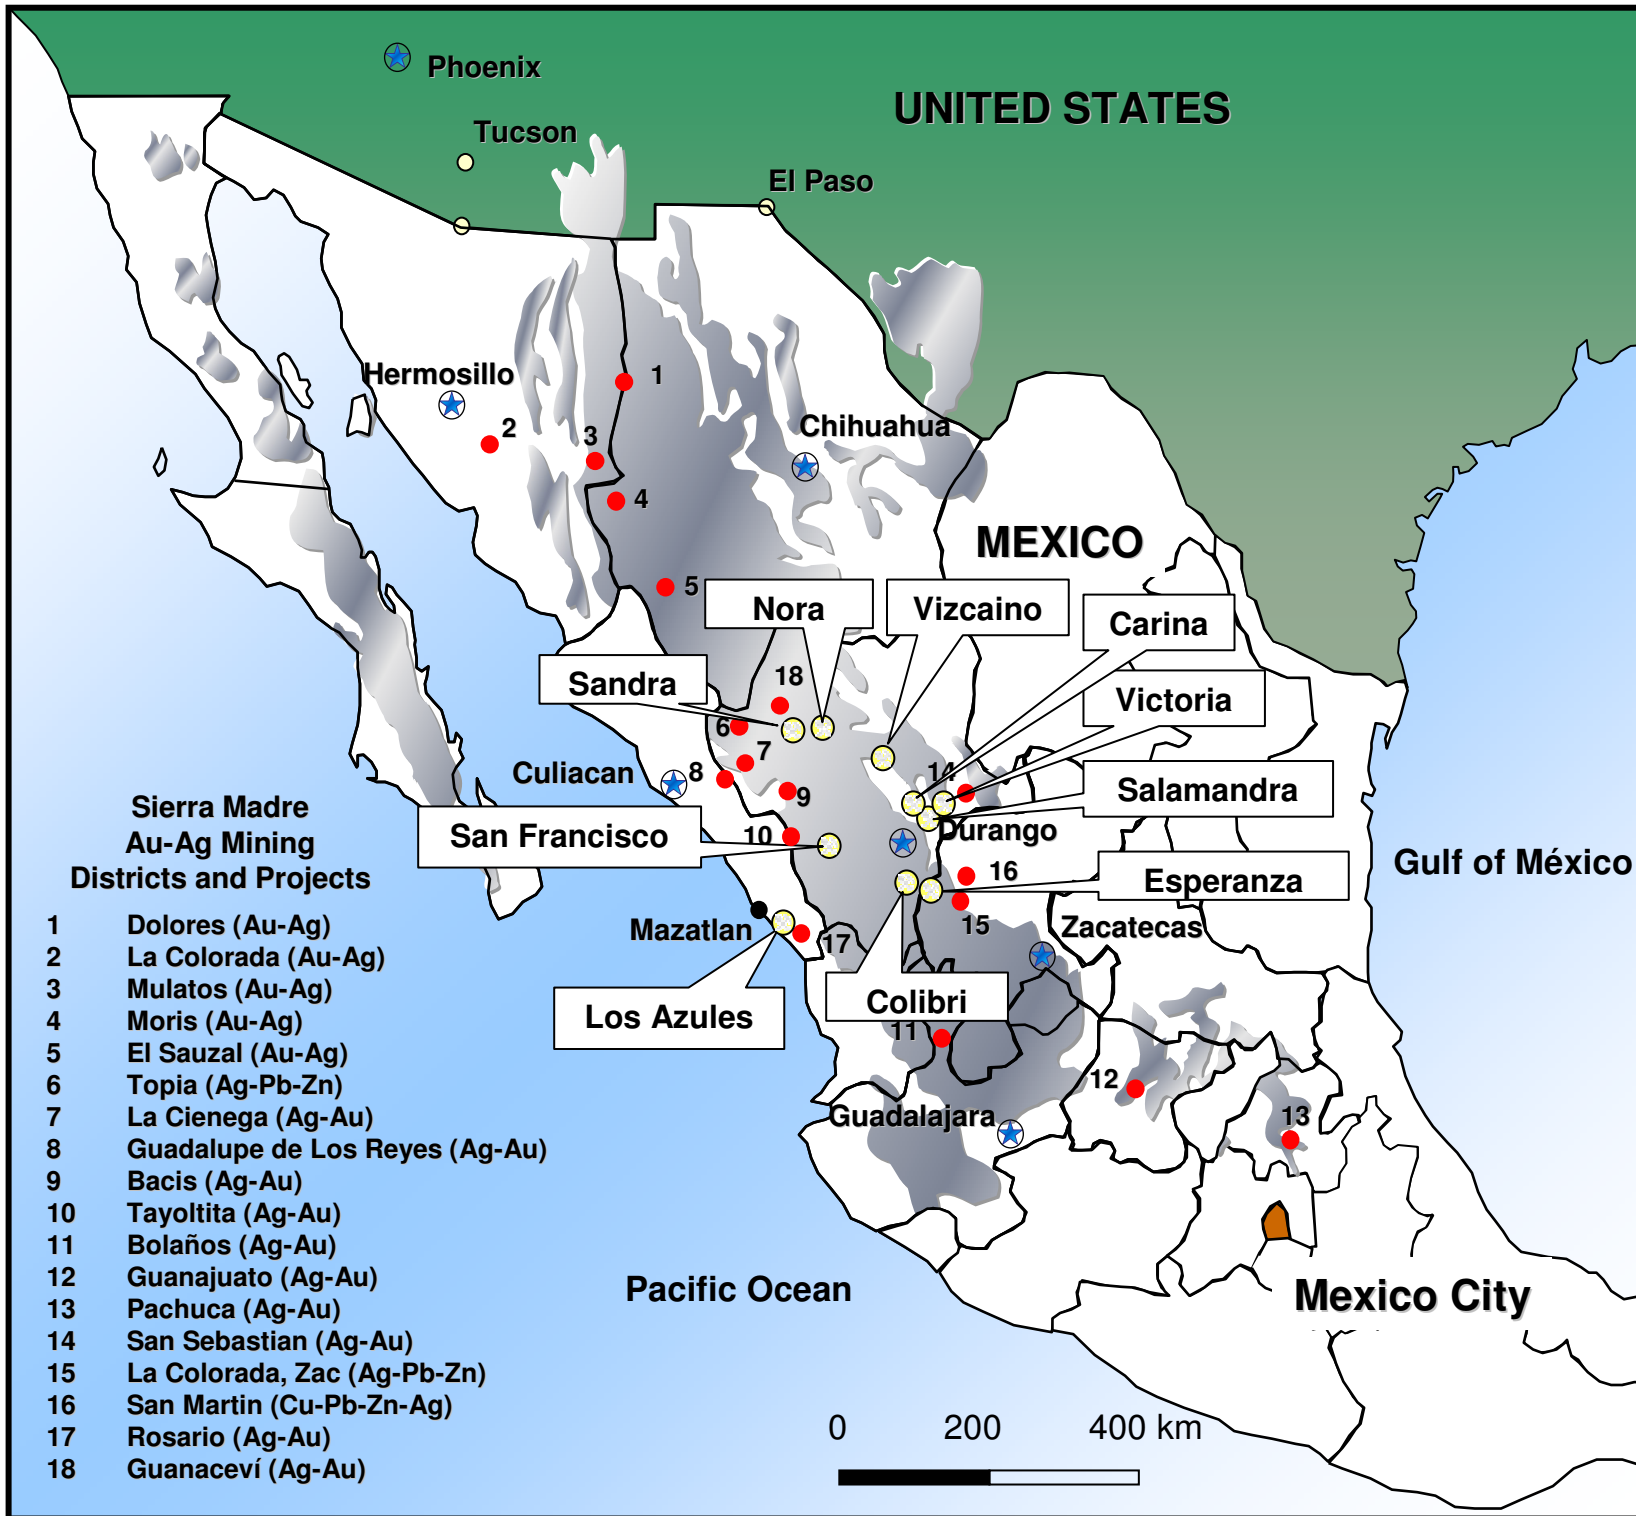 Phoenix
UNITED STATES
Tucson
El Paso
Hermosillo
1
2
3
Chihuahua
4
MEXICO
5
Nora
Vizcaino
Carina
Sandra
18
Victoria
6
7
Culiacan
8
14
Salamandra
9
Durango
San Francisco
10
Gulf of México
16
Esperanza
Mazatlan
17
15
Zacatecas
Los Azules
Colibri
11
12
Guadalajara
13
Pacific Ocean
Mexico City
Sierra Madre
Au-Ag Mining
Districts and Projects
1 Dolores (Au-Ag)
2 La Colorada (Au-Ag)
3 Mulatos (Au-Ag)
4 Moris (Au-Ag)
5 El Sauzal (Au-Ag)
6 Topia (Ag-Pb-Zn)
7 La Cienega (Ag-Au)
8 Guadalupe de Los Reyes (Ag-Au)
9 Bacis (Ag-Au)
10 Tayoltita (Ag-Au)
11 Bolaños (Ag-Au)
12 Guanajuato (Ag-Au)
13 Pachuca (Ag-Au)
14 San Sebastian (Ag-Au)
15 La Colorada, Zac (Ag-Pb-Zn)
16 San Martin (Cu-Pb-Zn-Ag)
17 Rosario (Ag-Au)
18 Guanaceví (Ag-Au)
0 200 400 km